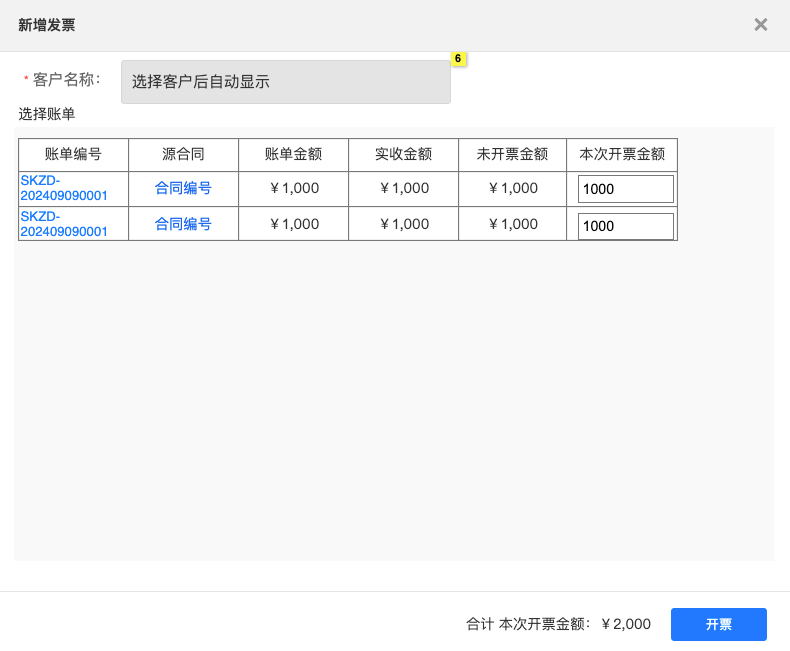 新增发票
6
* 客户名称： 选择客户后自动显示
选择账单
账单编号 源合同 账单金额 实收金额 未开票金额 本次开票金额
SKZD-
202409090001 合同编号 ￥1,000 ￥1,000 ￥1,000 1000
SKZD-
202409090001 合同编号 ￥1,000 ￥1,000 ￥1,000 1000
合计 本次开票金额：￥2,000 开票